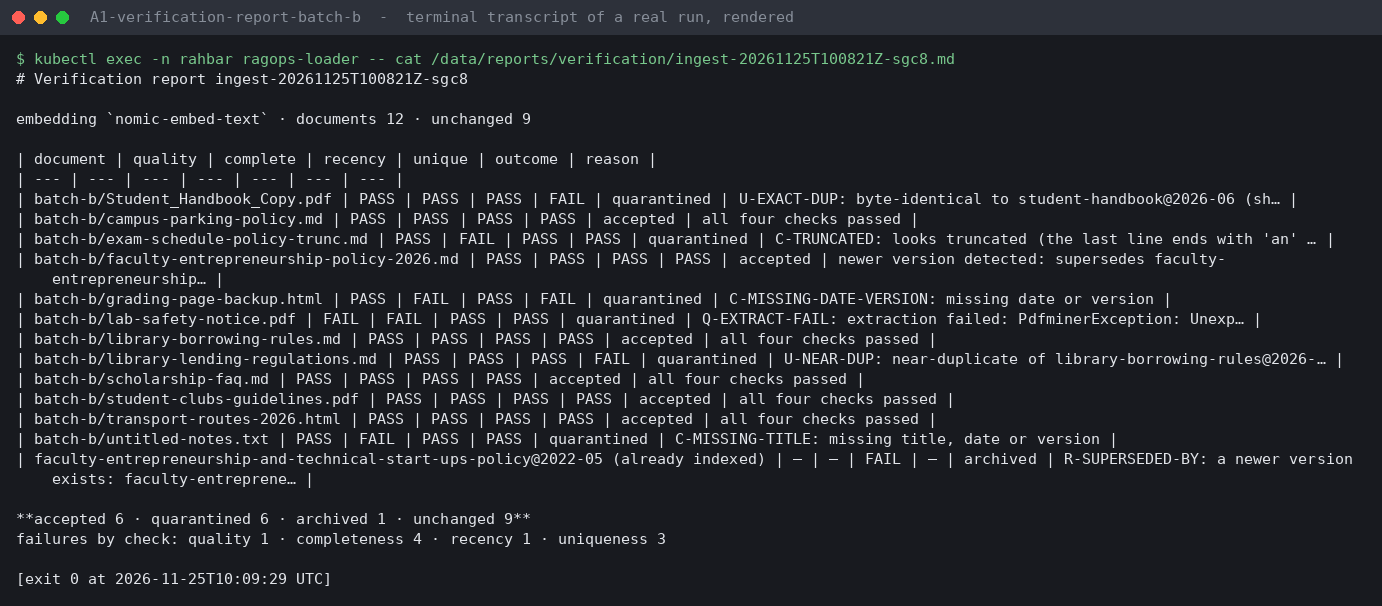 A1-verification-report-batch-b  -  terminal transcript of a real run, rendered
$ kubectl exec -n rahbar ragops-loader -- cat /data/reports/verification/ingest-20261125T100821Z-sgc8.md
# Verification report ingest-20261125T100821Z-sgc8
embedding `nomic-embed-text` · documents 12 · unchanged 9
| document | quality | complete | recency | unique | outcome | reason |
| --- | --- | --- | --- | --- | --- | --- |
| batch-b/Student_Handbook_Copy.pdf | PASS | PASS | PASS | FAIL | quarantined | U-EXACT-DUP: byte-identical to student-handbook@2026-06 (sh… |
| batch-b/campus-parking-policy.md | PASS | PASS | PASS | PASS | accepted | all four checks passed |
| batch-b/exam-schedule-policy-trunc.md | PASS | FAIL | PASS | PASS | quarantined | C-TRUNCATED: looks truncated (the last line ends with 'an' … |
| batch-b/faculty-entrepreneurship-policy-2026.md | PASS | PASS | PASS | PASS | accepted | newer version detected: supersedes faculty-
entrepreneurship… |
| batch-b/grading-page-backup.html | PASS | FAIL | PASS | FAIL | quarantined | C-MISSING-DATE-VERSION: missing date or version |
| batch-b/lab-safety-notice.pdf | FAIL | FAIL | PASS | PASS | quarantined | Q-EXTRACT-FAIL: extraction failed: PdfminerException: Unexp… |
| batch-b/library-borrowing-rules.md | PASS | PASS | PASS | PASS | accepted | all four checks passed |
| batch-b/library-lending-regulations.md | PASS | PASS | PASS | FAIL | quarantined | U-NEAR-DUP: near-duplicate of library-borrowing-rules@2026-… |
| batch-b/scholarship-faq.md | PASS | PASS | PASS | PASS | accepted | all four checks passed |
| batch-b/student-clubs-guidelines.pdf | PASS | PASS | PASS | PASS | accepted | all four checks passed |
| batch-b/transport-routes-2026.html | PASS | PASS | PASS | PASS | accepted | all four checks passed |
| batch-b/untitled-notes.txt | PASS | FAIL | PASS | PASS | quarantined | C-MISSING-TITLE: missing title, date or version |
| faculty-entrepreneurship-and-technical-start-ups-policy@2022-05 (already indexed) | — | — | FAIL | — | archived | R-SUPERSEDED-BY: a newer version
exists: faculty-entreprene… |
**accepted 6 · quarantined 6 · archived 1 · unchanged 9**
failures by check: quality 1 · completeness 4 · recency 1 · uniqueness 3
[exit 0 at 2026-11-25T10:09:29 UTC]